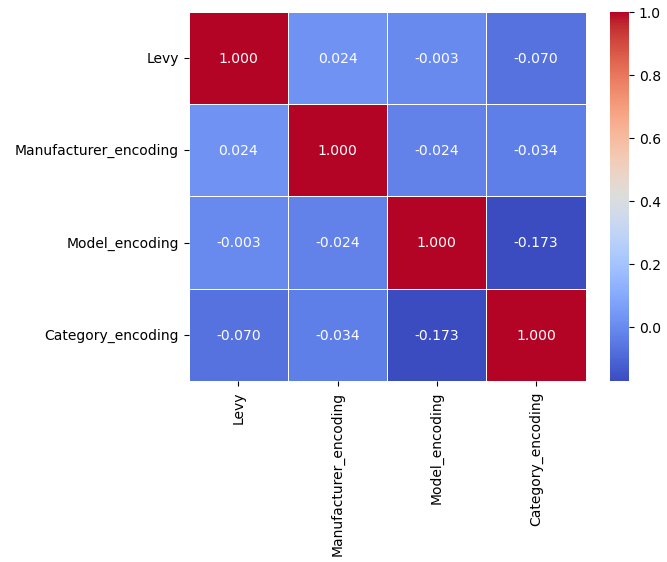 Levy 1.000 0.024 -0.003 -0.070
Manufacturer_encoding 0.024 1.000 -0.024 -0.034
Model_encoding -0.003 -0.024 1.000 -0.173
Category_encoding -0.070 -0.034 -0.173 1.000
Levy
Manufacturer_encoding
Model_encoding
Category_encoding
1.0
0.8
0.6
0.4
0.2
0.0